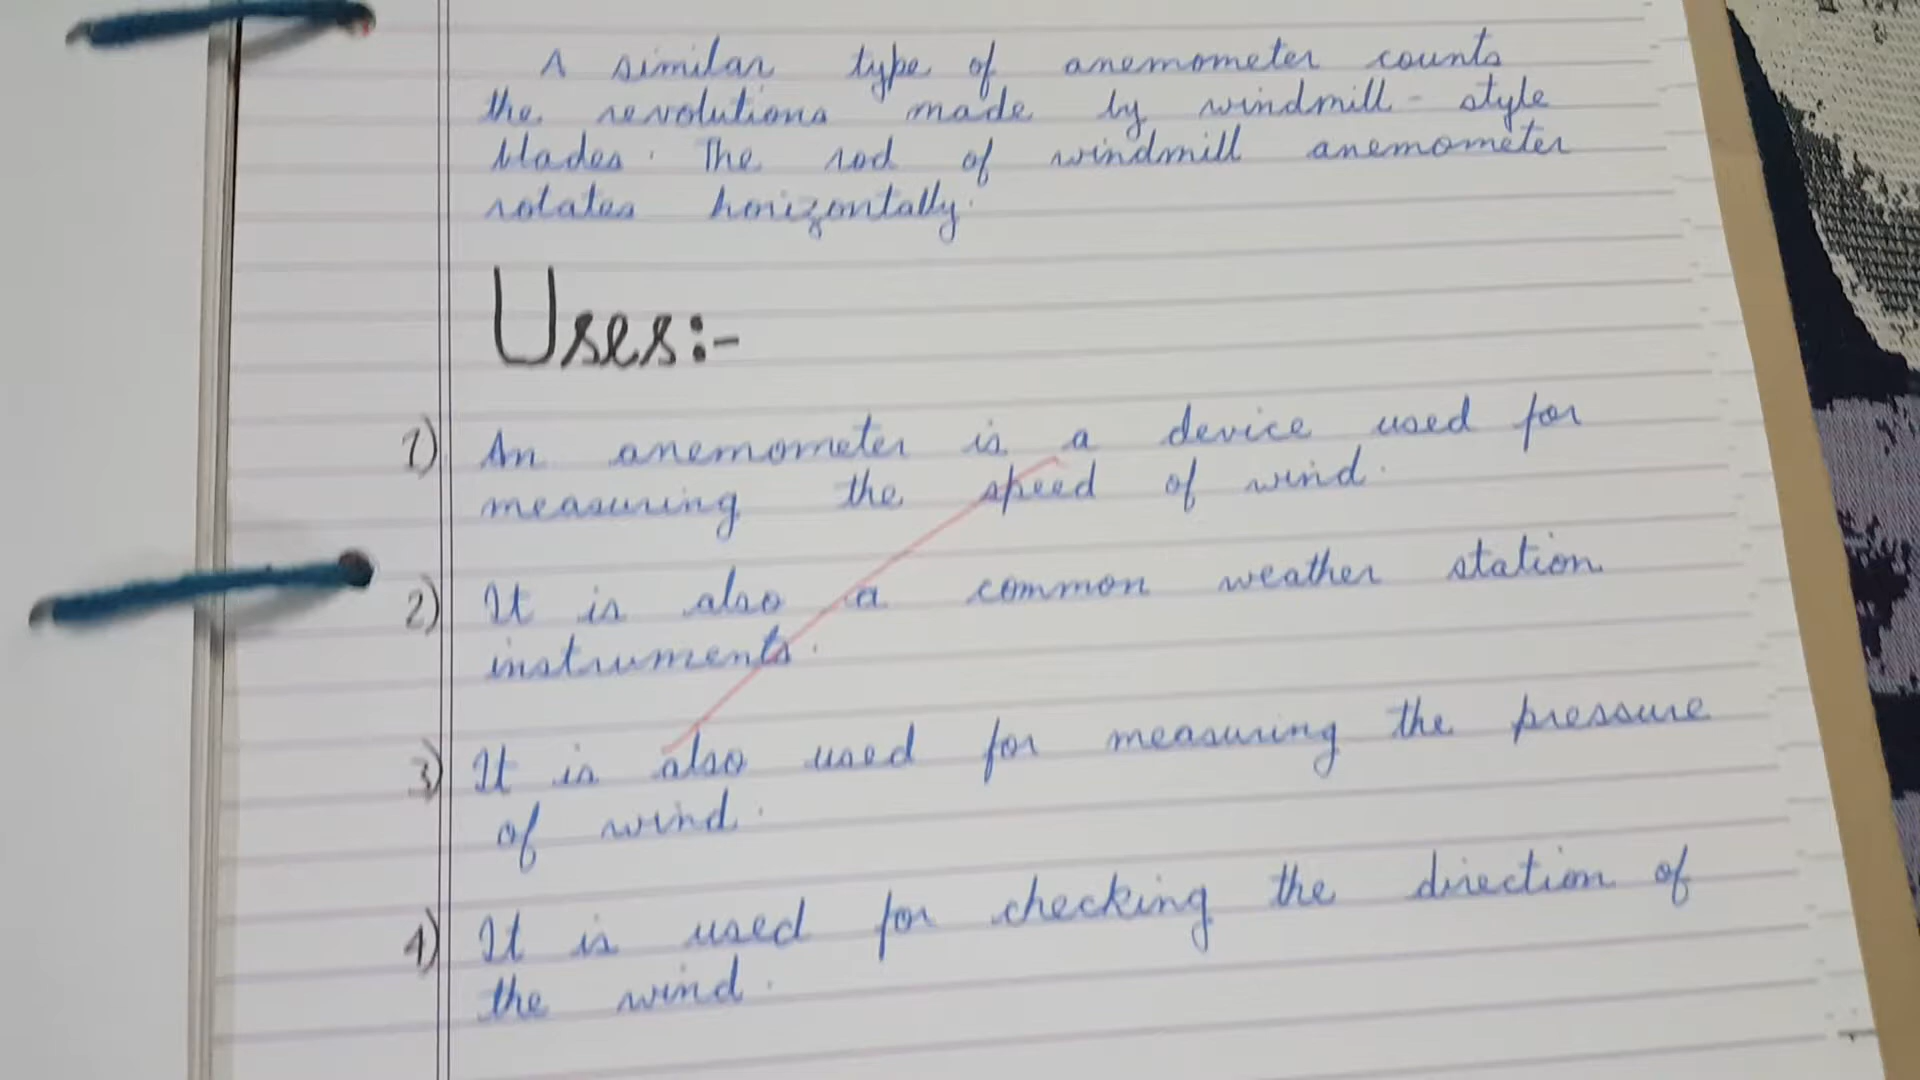 A similar type of anemometer counts
the revolutions made by windmill - style
blades. The rod of windmill anemometer
rotates horizontally.
Uses:-
1) An anemometer is a device used for
measuring the speed of wind.
2) It is also a common weather station
instruments.
3) It is also used for measuring the pressure
of wind.
4) It is used for checking the direction of
the wind.